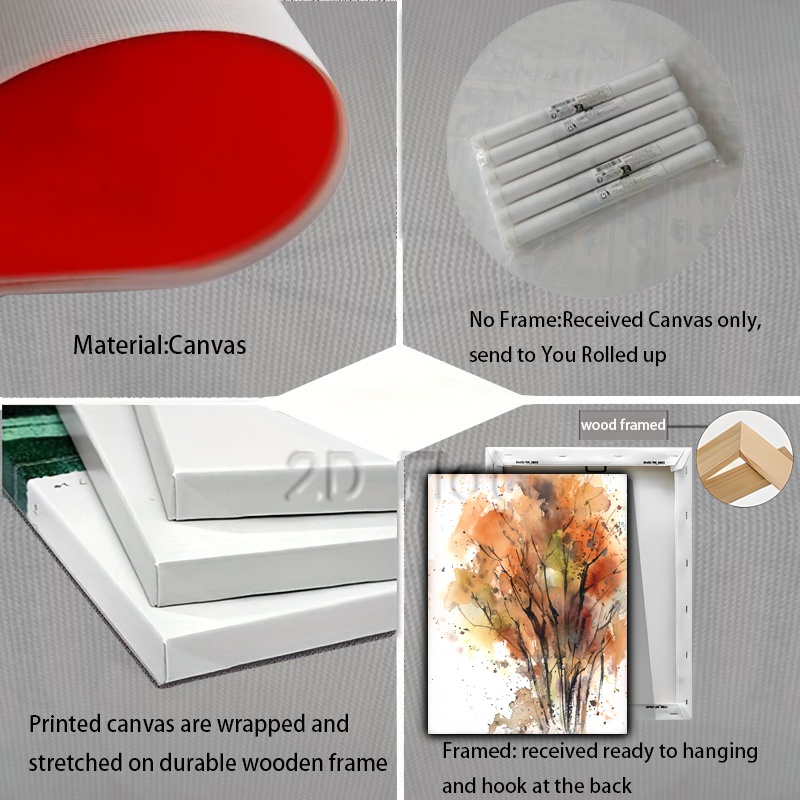 Material:Canvas
No Frame:Received Canvas only,
send to You Rolled up
2.D
wood framed
Printed canvas are wrapped and
stretched on durable wooden frame
Framed: received ready to hanging
and hook at the back